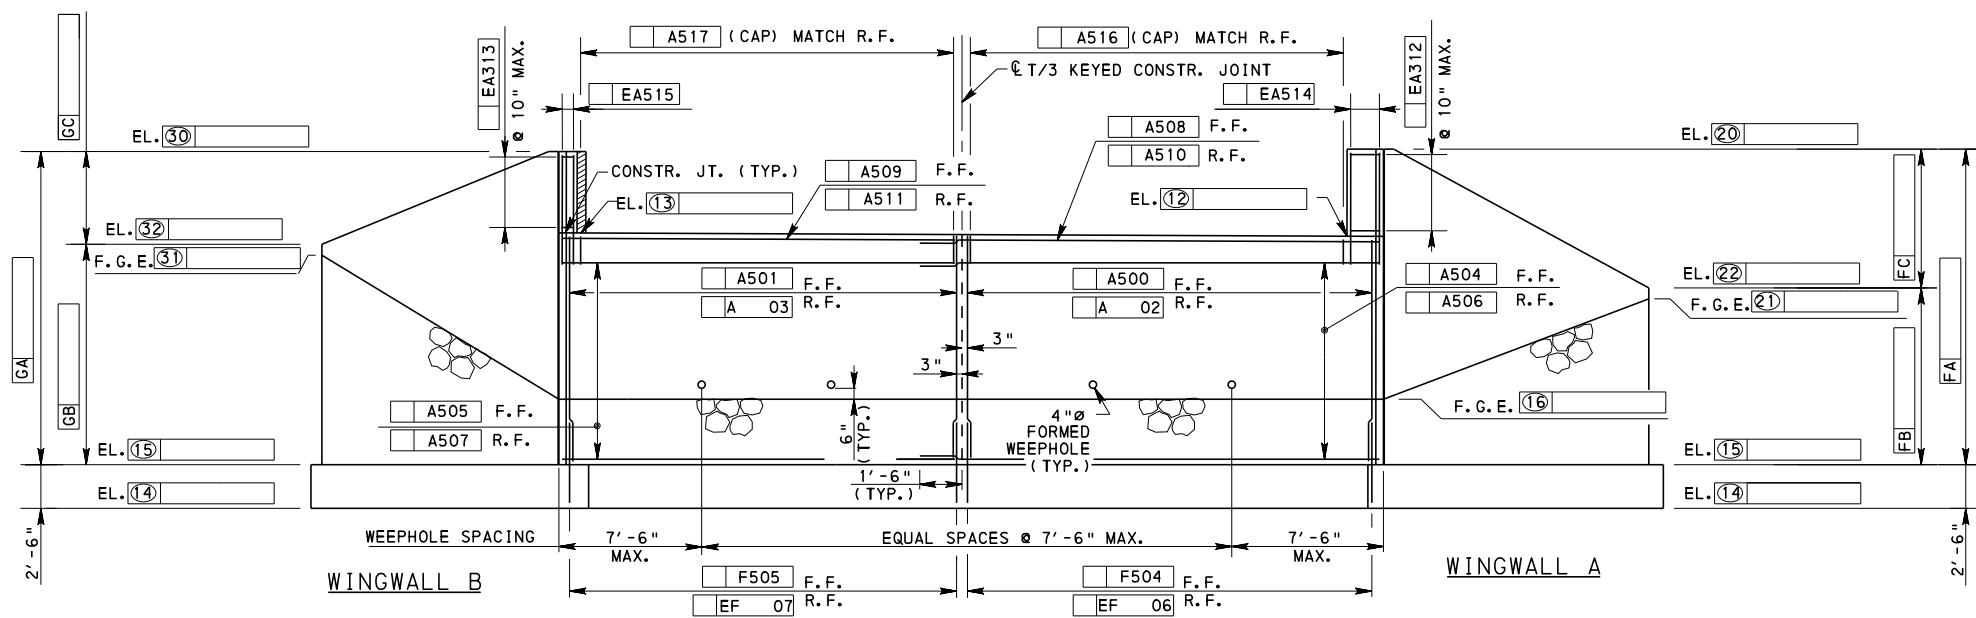 A517 (CAP) MATCH R.F.
A516 (CAP) MATCH R.F.
℄ T/3 KEYED CONSTR. JOINT
GC
EA313
@ 10" MAX.
EA515
EA514
EA312
@ 10" MAX.
EL. 30
EL. 20
A508 F.F.
A510 R.F.
CONSTR. JT. (TYP.)
A509 F.F.
A511 R.F.
EL. 13
EL. 12
EL. 32
F.G.E. 31
FC
EL. 22
F.G.E. 21
A501 F.F.
A 03 R.F.
A500 F.F.
A 02 R.F.
A504 F.F.
A506 R.F.
GA
GB
FA
FB
3"
3"
A505 F.F.
A507 R.F.
6"
(TYP.)
4"Ø
FORMED
WEEPHOLE
(TYP.)
F.G.E. 16
EL. 15
EL. 15
1'-6"
(TYP.)
EL. 14
EL. 14
2'-6"
2'-6"
WEEPHOLE SPACING
7'-6"
MAX.
EQUAL SPACES @ 7'-6" MAX.
7'-6"
MAX.
WINGWALL B
WINGWALL A
F505 F.F.
EF 07 R.F.
F504 F.F.
EF 06 R.F.